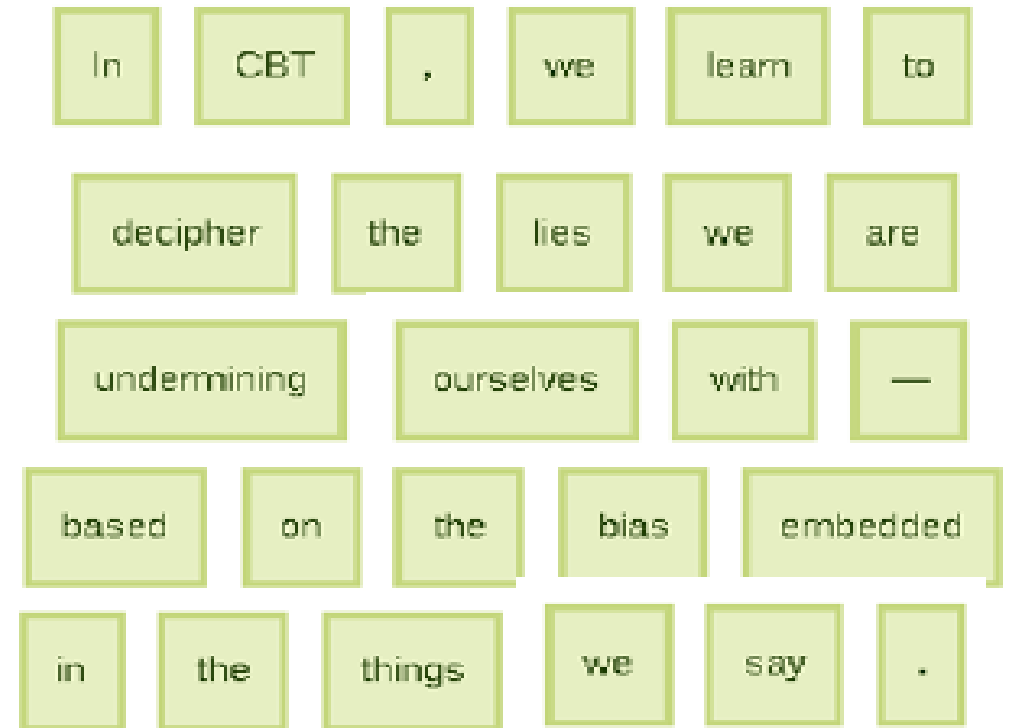 In CBT , we learn to
decipher the lies we are
undermining ourselves with —
based on the bias embedded
in the things we say .